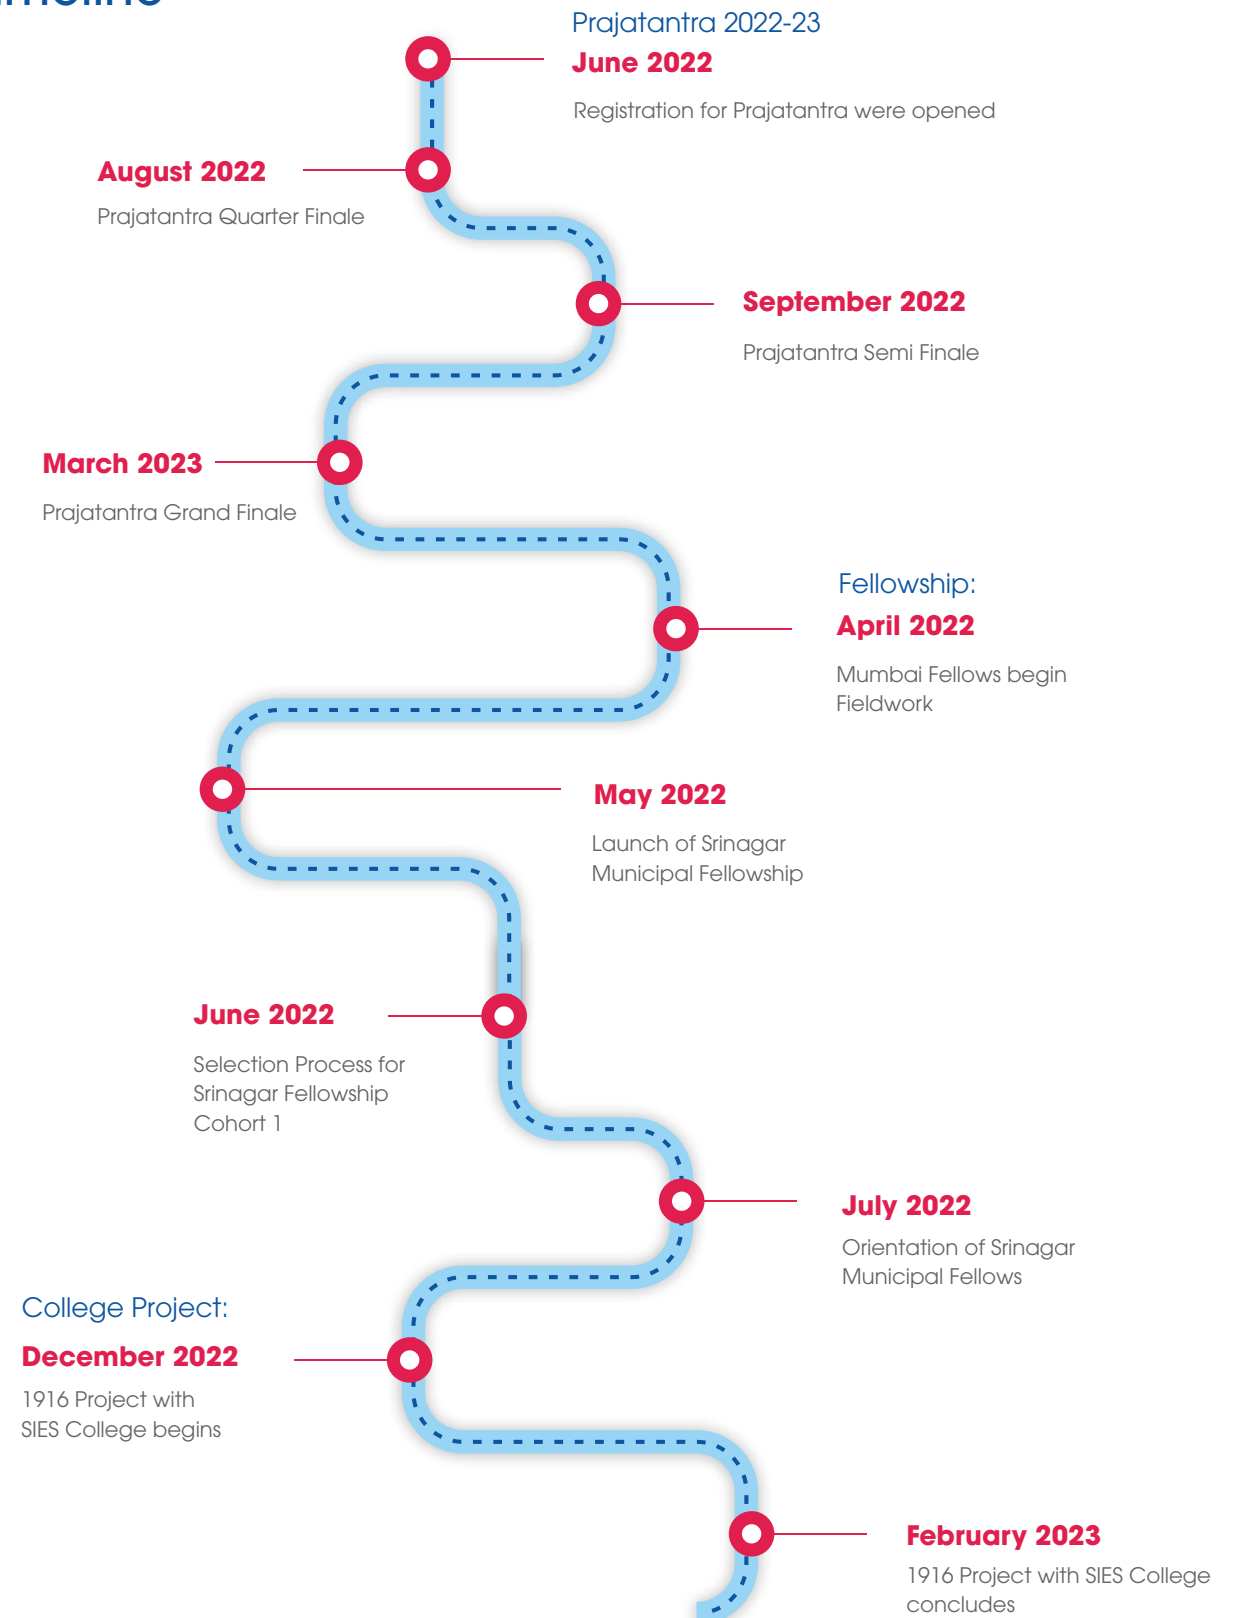 Prajatantra 2022-23
June 2022
Registration for Prajatantra were opened
August 2022
Prajatantra Quarter Finale
September 2022
Prajatantra Semi Finale
March 2023
Prajatantra Grand Finale
Fellowship:
April 2022
Mumbai Fellows begin
Fieldwork
May 2022
Launch of Srinagar
Municipal Fellowship
June 2022
Selection Process for
Srinagar Fellowship
Cohort 1
July 2022
Orientation of Srinagar
Municipal Fellows
College Project:
December 2022
1916 Project with
SIES College begins
February 2023
1916 Project with SIES College
concludes